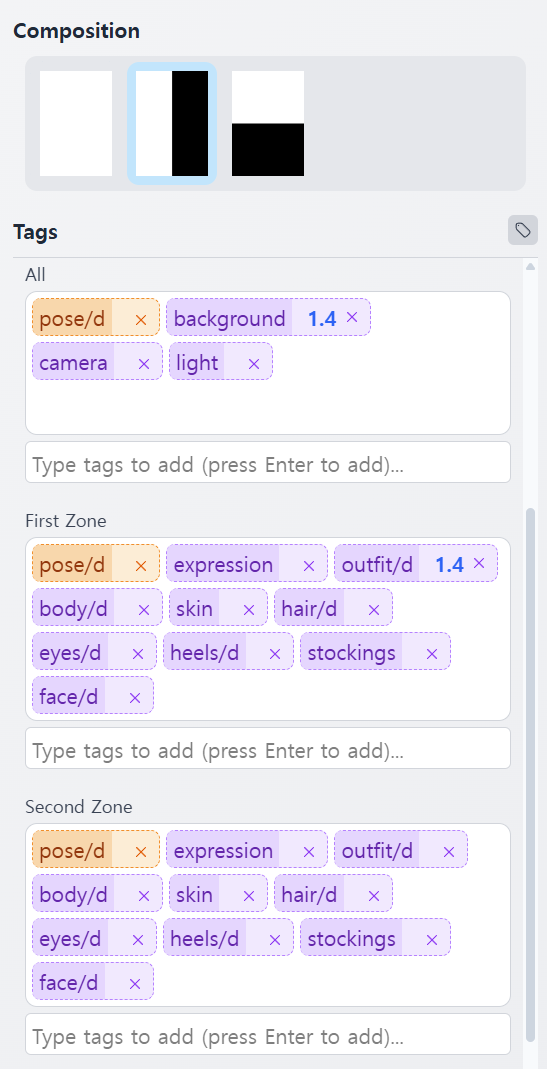 Composition
Tags
All
pose/d × background 1.4 ×
camera × light ×
Type tags to add (press Enter to add)...
First Zone
pose/d × expression × outfit/d 1.4 ×
body/d × skin × hair/d ×
eyes/d × heels/d × stockings ×
face/d ×
Type tags to add (press Enter to add)...
Second Zone
pose/d × expression × outfit/d ×
body/d × skin × hair/d ×
eyes/d × heels/d × stockings ×
face/d ×
Type tags to add (press Enter to add)...